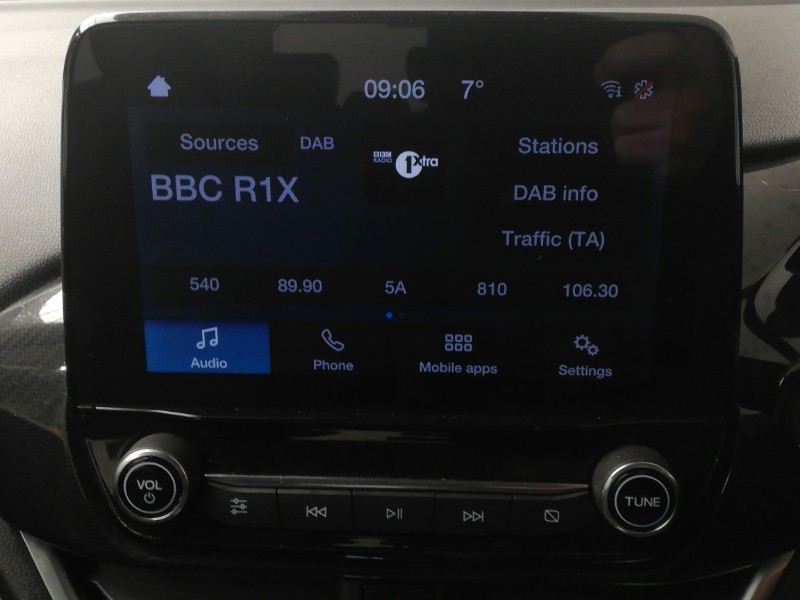 09:06 7°
Sources DAB
BBC RADIO 1Xtra
Stations
BBC R1X
DAB info
Traffic (TA)
540 89.90 5A 810 106.30
Audio Phone Mobile apps Settings
VOL
TUNE